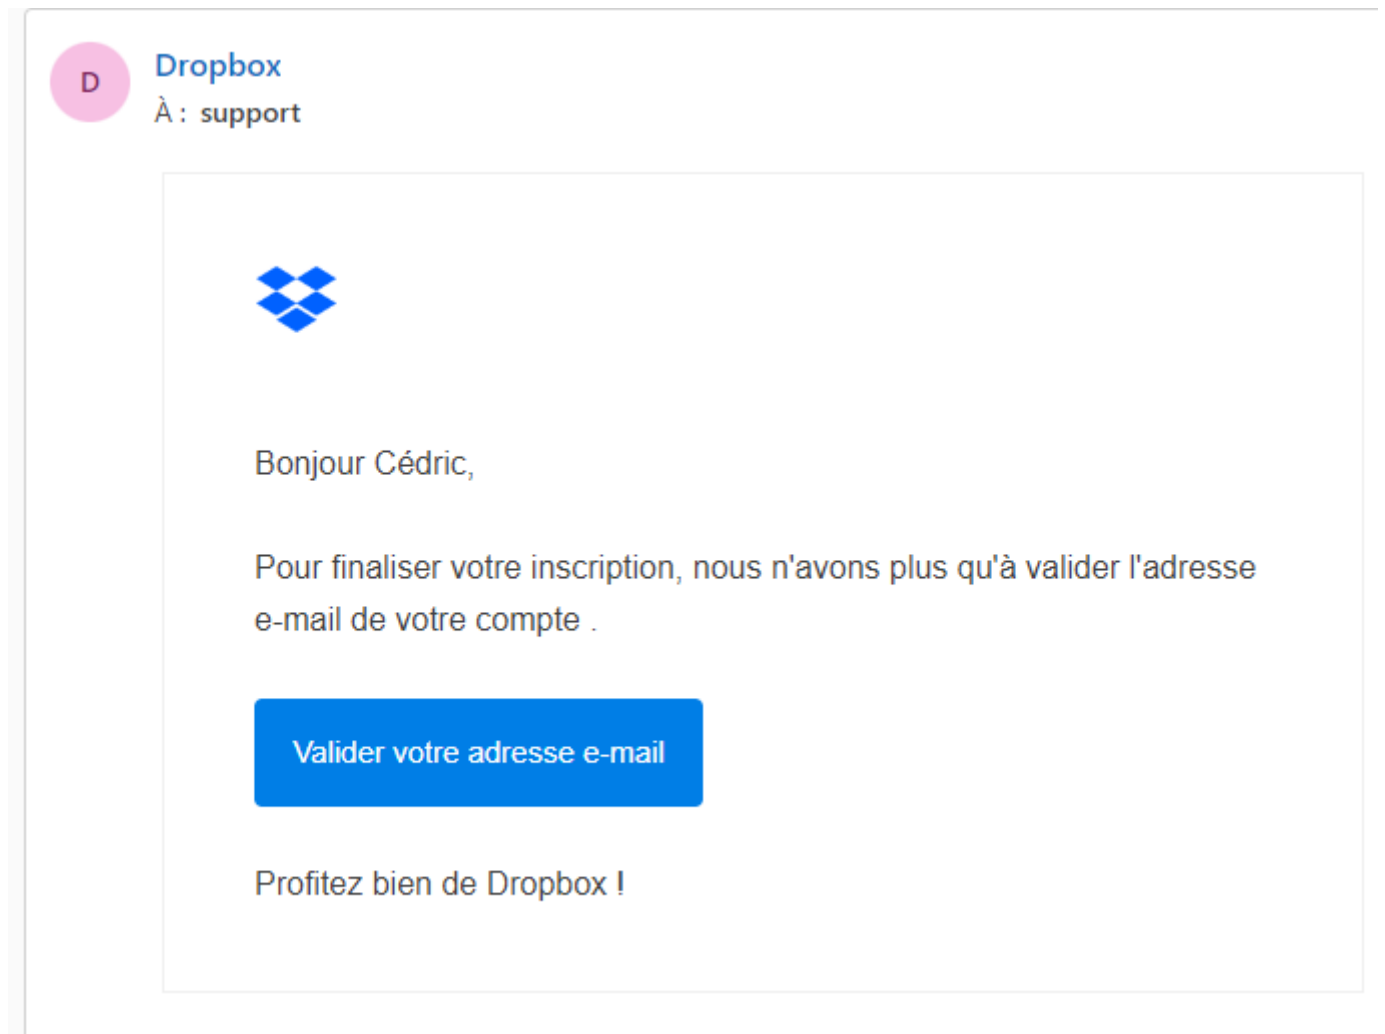 D
Dropbox
À : support
Bonjour Cédric,
Pour finaliser votre inscription, nous n'avons plus qu'à valider l'adresse
e-mail de votre compte .
Valider votre adresse e-mail
Profitez bien de Dropbox !